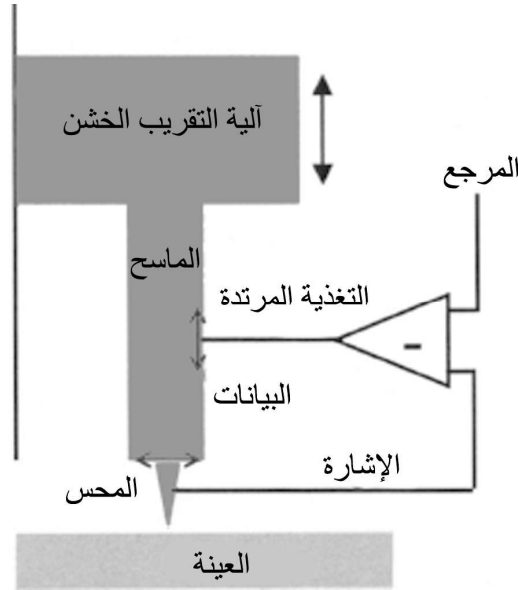 آلية التقريب الخشن
المرجع
الماسح
التغذية المرتدة
-
البيانات
الإشارة
المحس
العينة